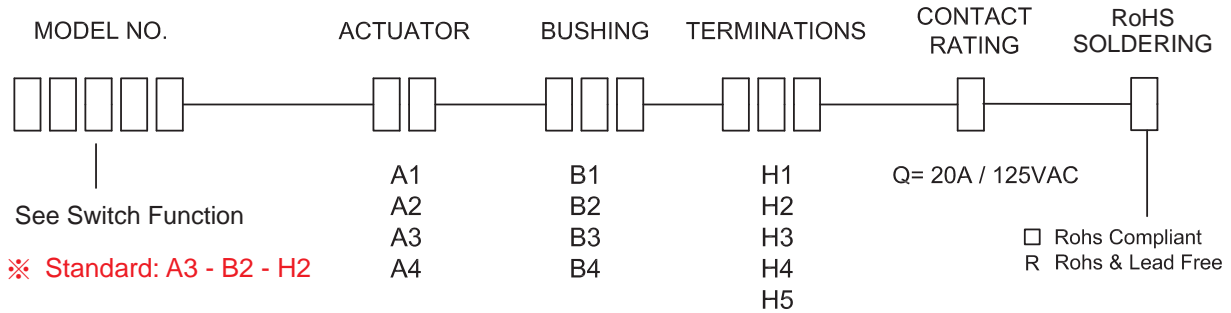 MODEL NO.
ACTUATOR
BUSHING
TERMINATIONS
CONTACT
RATING
RoHS
SOLDERING
See Switch Function
※ Standard: A3 - B2 - H2
A1
A2
A3
A4
B1
B2
B3
B4
H1
H2
H3
H4
H5
Q= 20A / 125VAC
□ Rohs Compliant
R Rohs & Lead Free